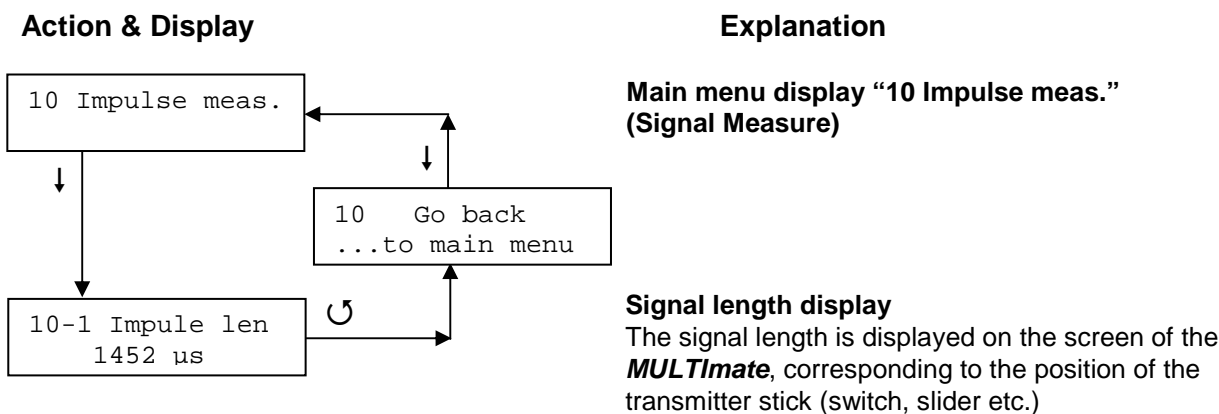 Action & Display
Explanation
10 Impulse meas.
Main menu display “10 Impulse meas.”
(Signal Measure)
10 Go back
...to main menu
10-1 Impule len
1452 µs
Signal length display
The signal length is displayed on the screen of the
MULTImate, corresponding to the position of the
transmitter stick (switch, slider etc.)